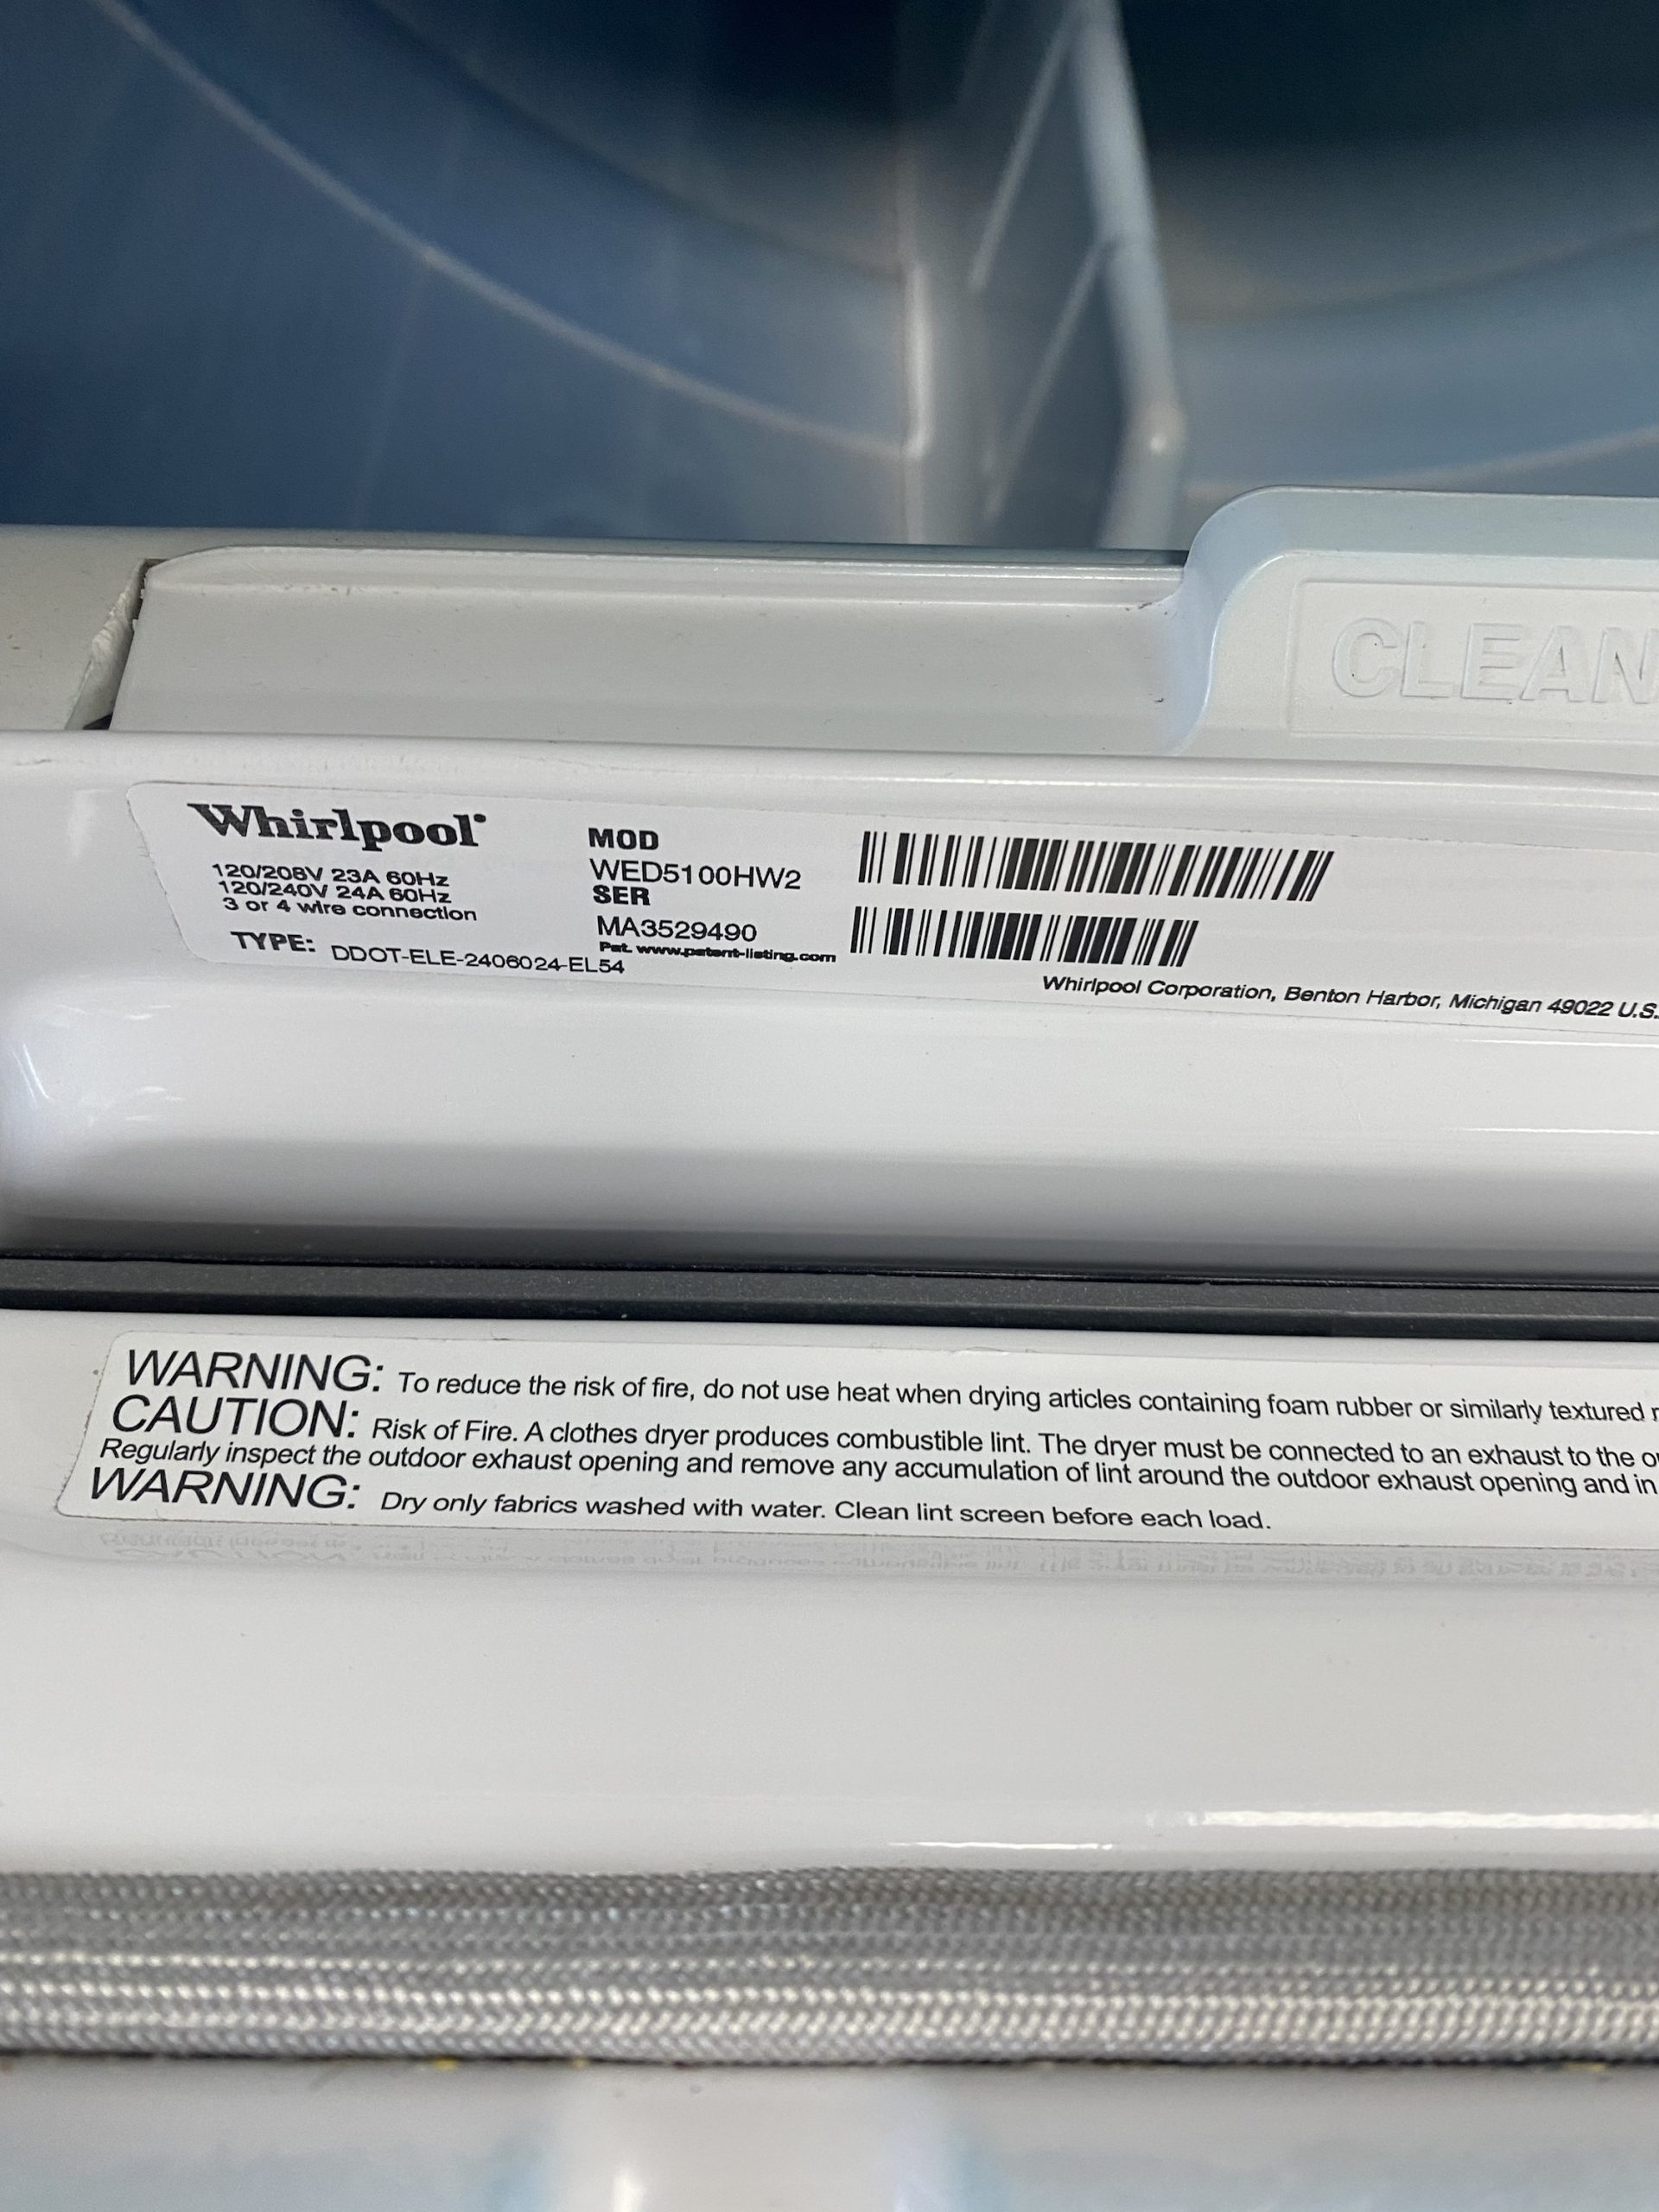 CLEAN
Whirlpool
120/208V 23A 60Hz
120/240V 24A 60Hz
3 or 4 wire connection
TYPE: DDOT-ELE-2406024-EL54
MOD
WED5100HW2
SER
MA3529490
Pat. www.patent-listing.com
Whirlpool Corporation, Benton Harbor, Michigan 49022 U.S.
WARNING: To reduce the risk of fire, do not use heat when drying articles containing foam rubber or similarly textured
CAUTION: Risk of Fire. A clothes dryer produces combustible lint. The dryer must be connected to an exhaust to the
Regularly inspect the outdoor exhaust opening and remove any accumulation of lint around the outdoor exhaust opening and in
WARNING: Dry only fabrics washed with water. Clean lint screen before each load.